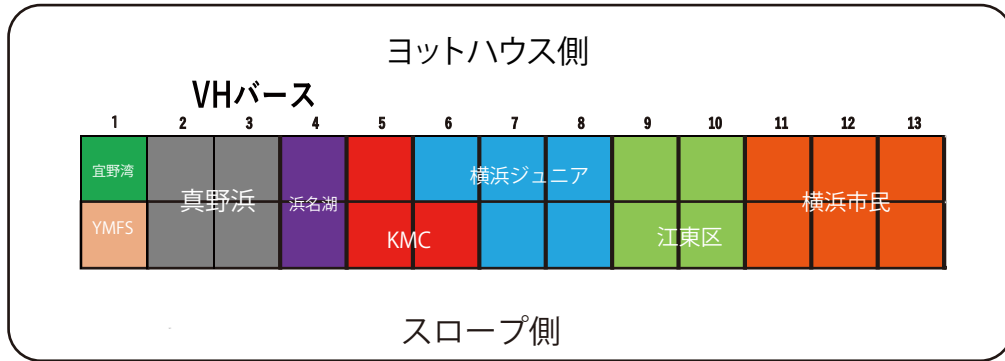 ヨットハウス側
VHバース
1 2 3 4 5 6 7 8 9 10 11 12 13
宜野湾 真野浜 浜名湖 横浜ジュニア 横浜市民
YMFS KMC 江東区
スロープ側